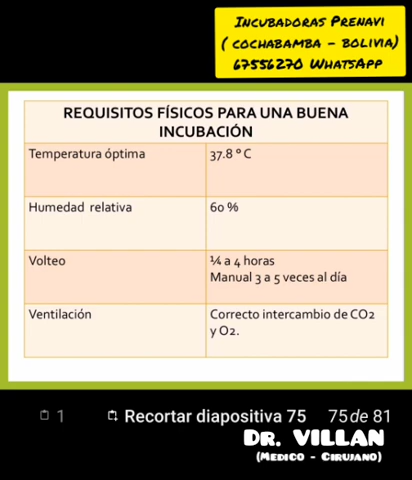 Incubadoras Prenavi
( cochabamba - bolivia)
67556270 WhatsApp
REQUISITOS FÍSICOS PARA UNA BUENA
INCUBACIÓN
Temperatura óptima
37.8 º C
Humedad relativa
60 %
Volteo
¼ a 4 horas
Manual 3 a 5 veces al día
Ventilación
Correcto intercambio de CO2
y O2.
1
Recortar diapositiva 75
75 de 81
Dr. VILLAN
(Medico - Cirujano)